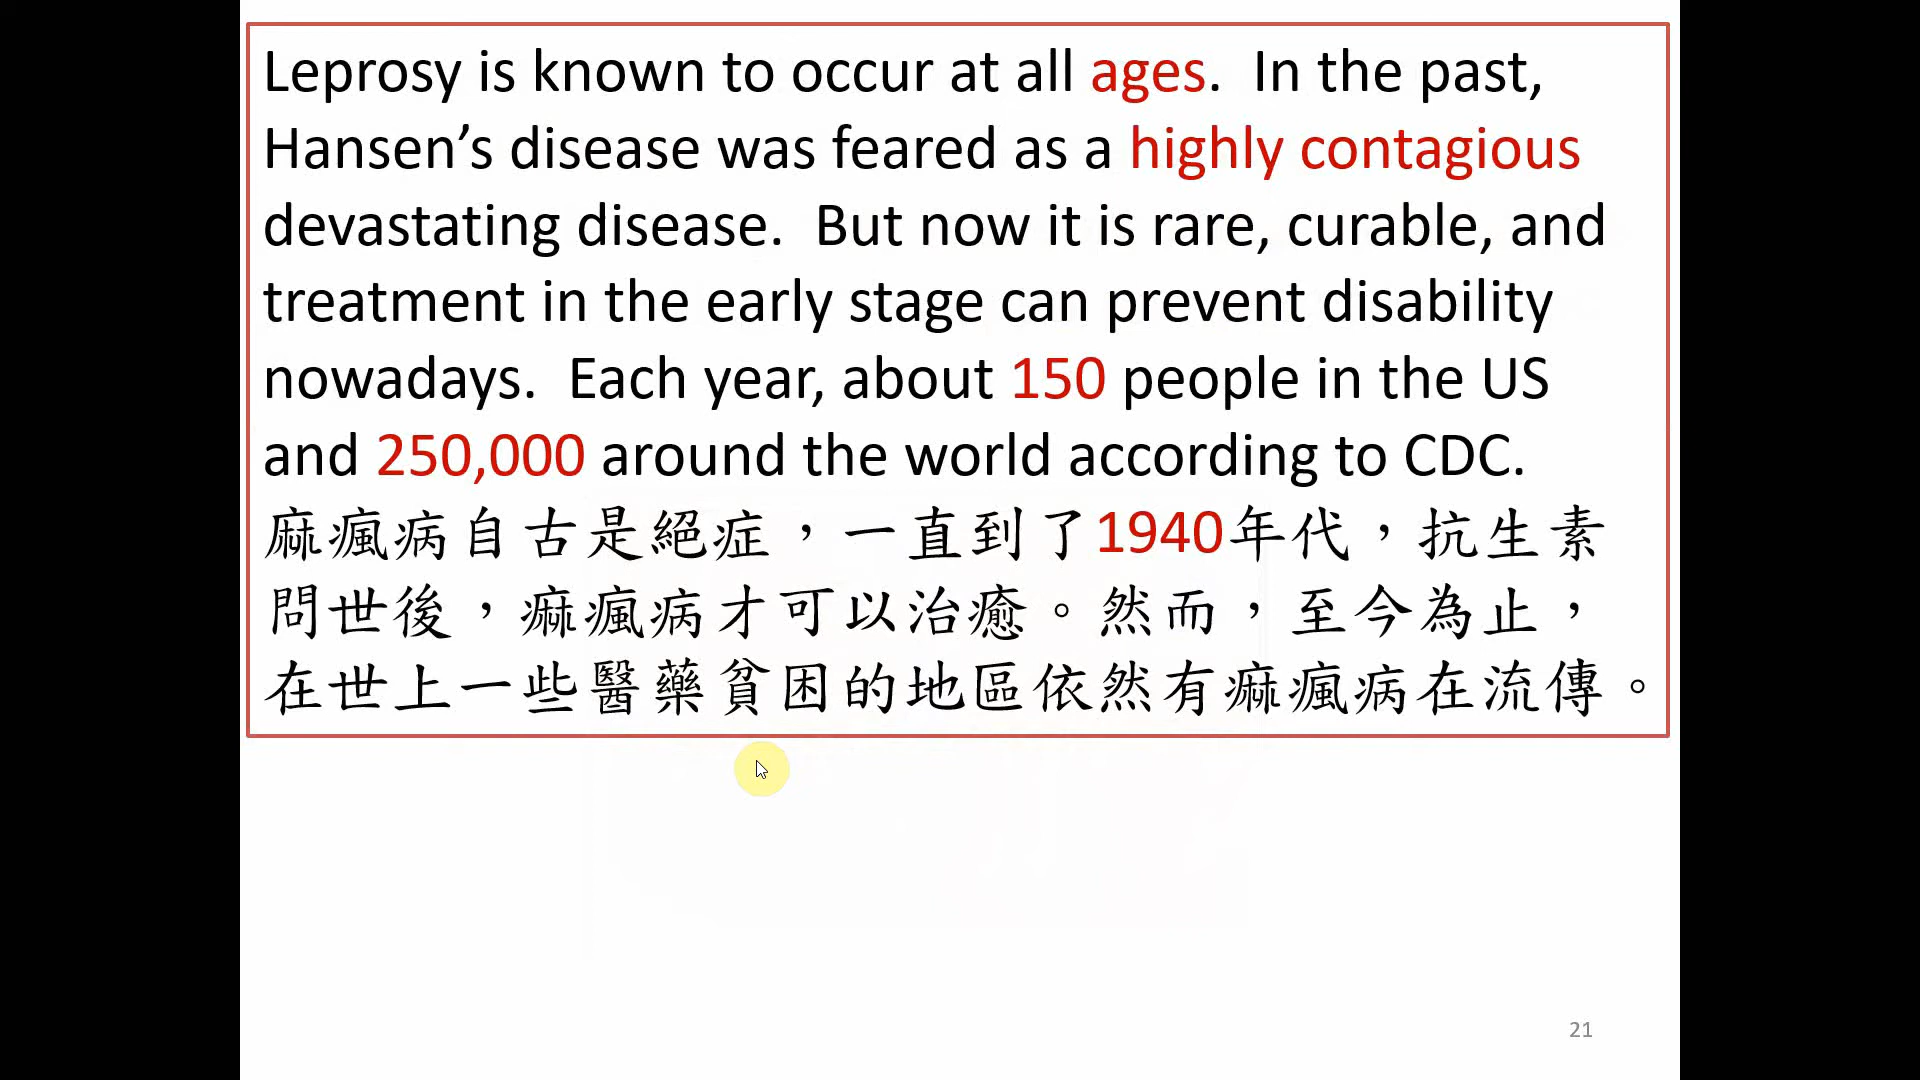 Leprosy is known to occur at all ages.  In the past,
Hansen’s disease was feared as a highly contagious
devastating disease.  But now it is rare, curable, and
treatment in the early stage can prevent disability
nowadays.  Each year, about 150 people in the US
and 250,000 around the world according to CDC.
麻瘋病自古是絕症，一直到了1940年代，抗生素
問世後，痲瘋病才可以治癒。然而，至今為止，
在世上一些醫藥貧困的地區依然有痲瘋病在流傳。
21